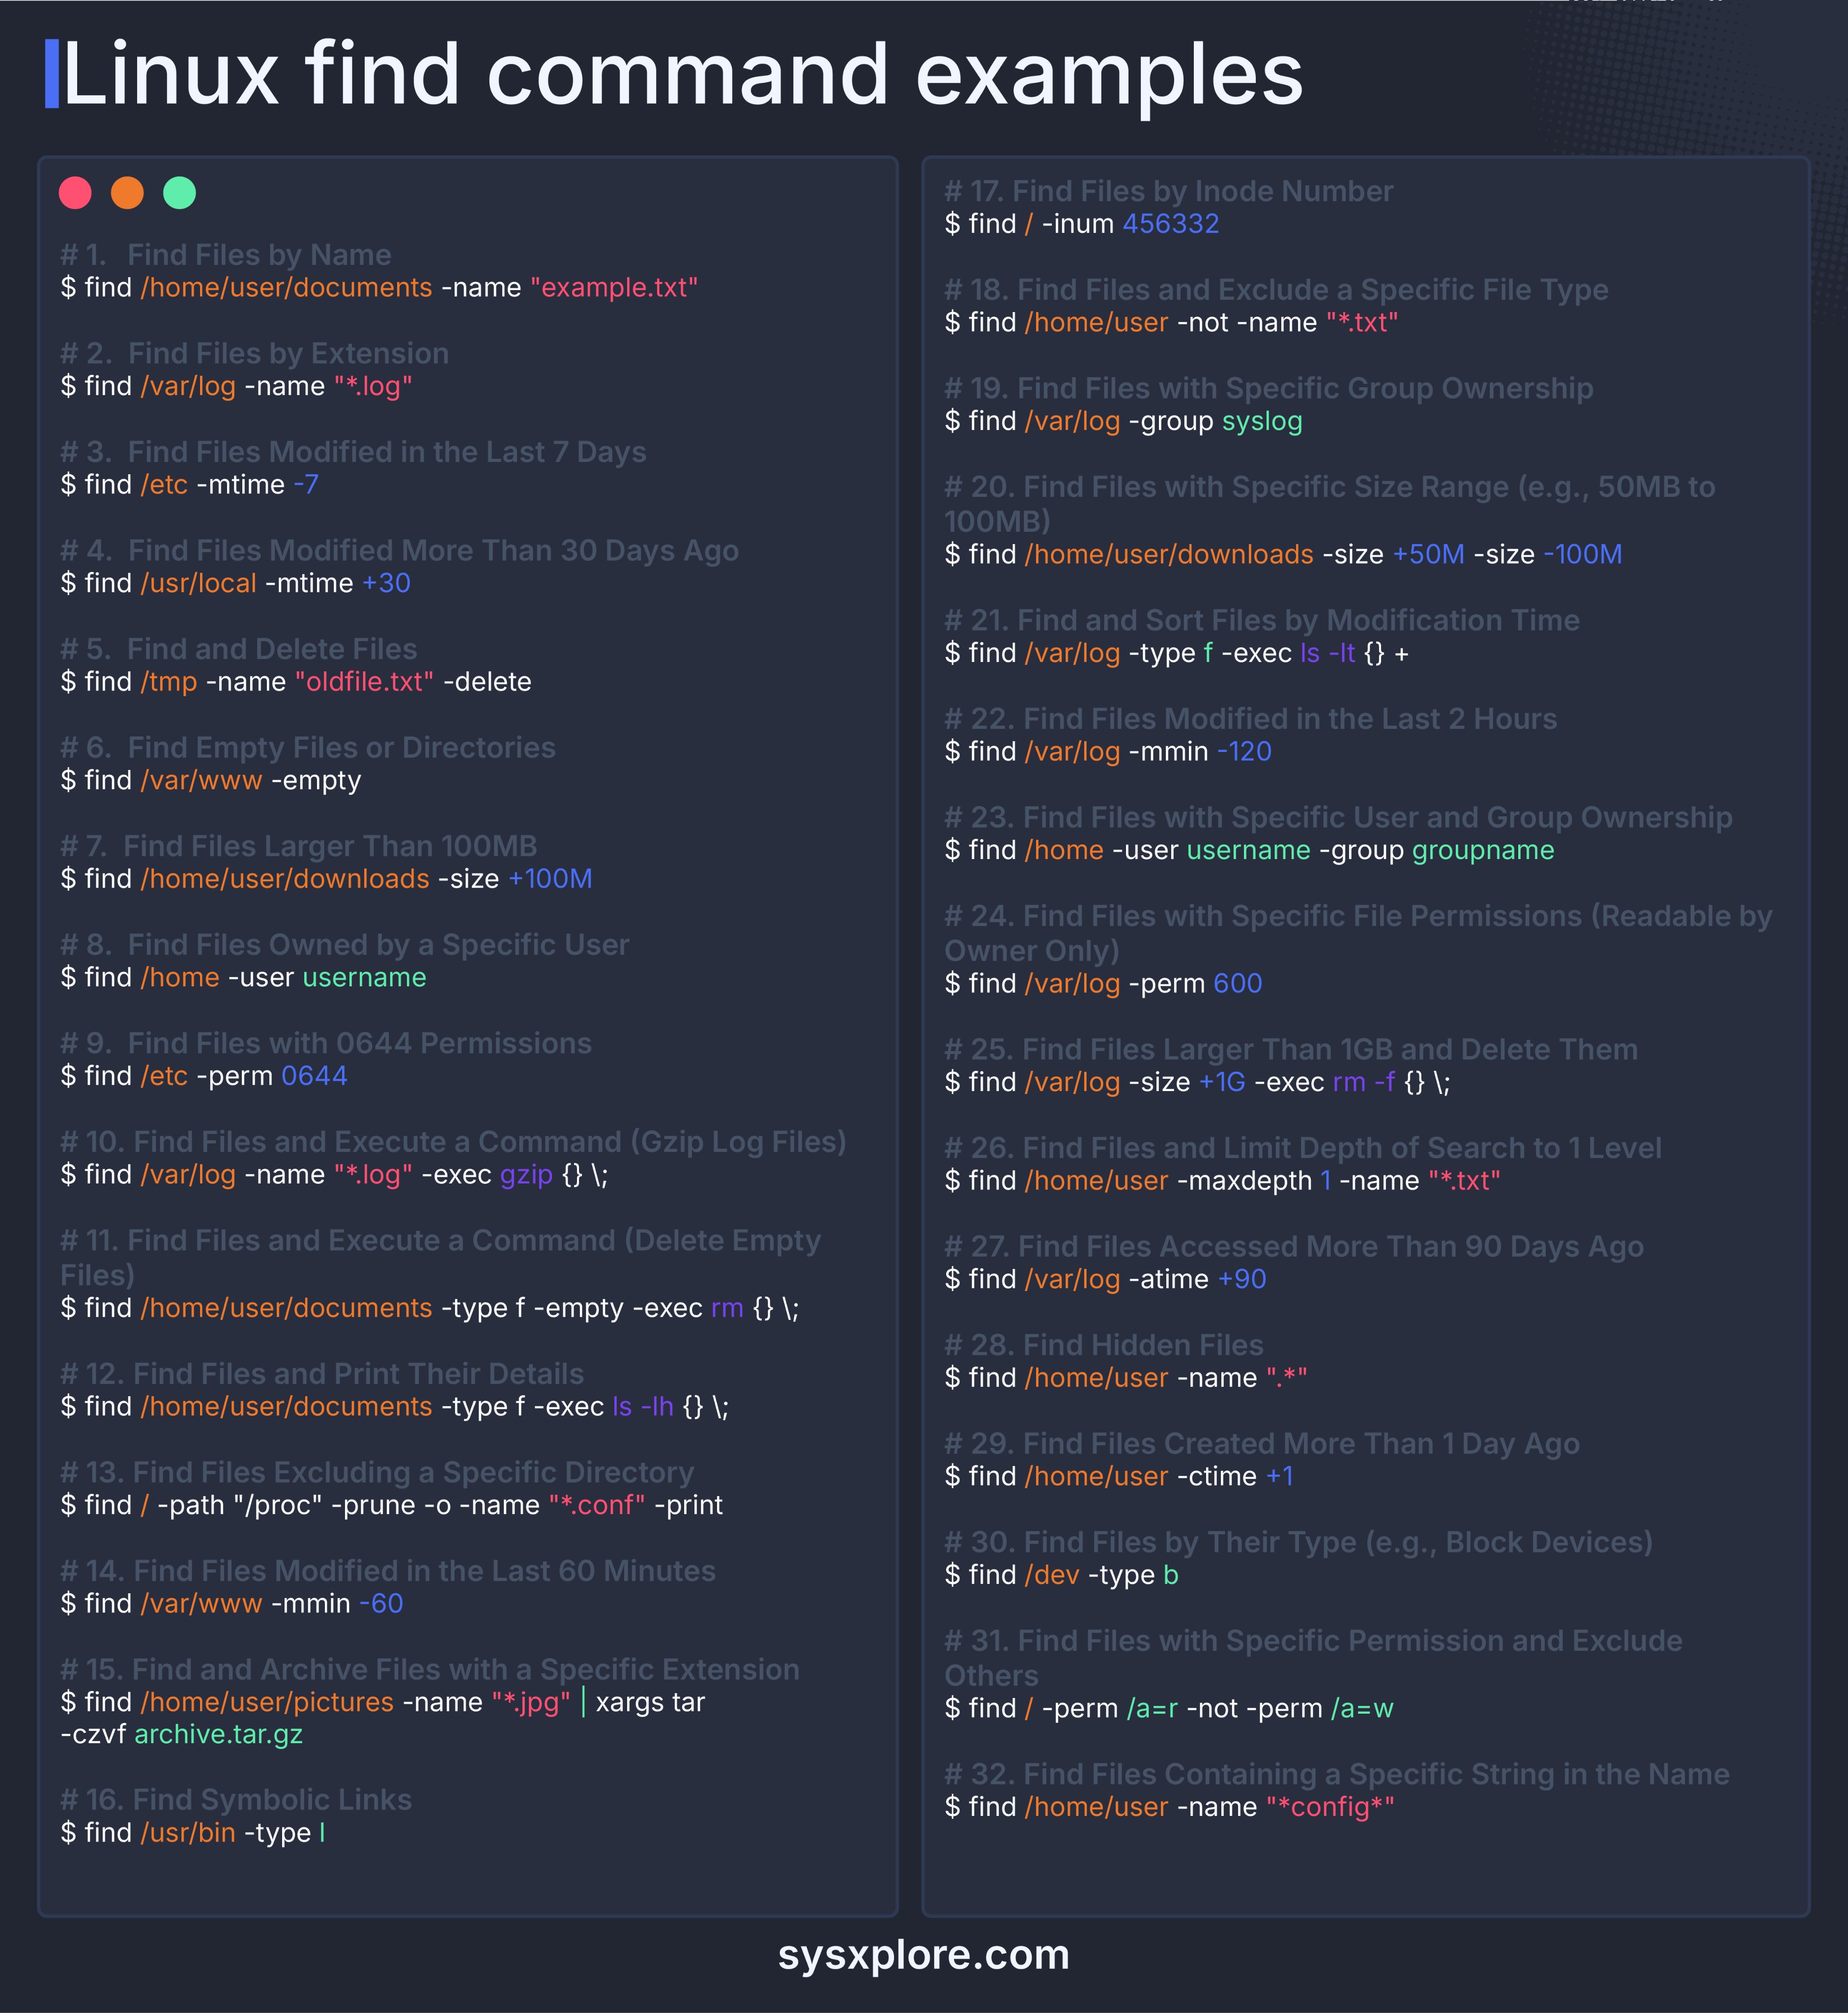 Linux find command examples
# 1. Find Files by Name
$ find /home/user/documents -name "example.txt"
# 2. Find Files by Extension
$ find /var/log -name "*.log"
# 3. Find Files Modified in the Last 7 Days
$ find /etc -mtime -7
# 4. Find Files Modified More Than 30 Days Ago
$ find /usr/local -mtime +30
# 5. Find and Delete Files
$ find /tmp -name "oldfile.txt" -delete
# 6. Find Empty Files or Directories
$ find /var/www -empty
# 7. Find Files Larger Than 100MB
$ find /home/user/downloads -size +100M
# 8. Find Files Owned by a Specific User
$ find /home -user username
# 9. Find Files with 0644 Permissions
$ find /etc -perm 0644
# 10. Find Files and Execute a Command (Gzip Log Files)
$ find /var/log -name "*.log" -exec gzip {} \;
# 11. Find Files and Execute a Command (Delete Empty
Files)
$ find /home/user/documents -type f -empty -exec rm {} \;
# 12. Find Files and Print Their Details
$ find /home/user/documents -type f -exec ls -lh {} \;
# 13. Find Files Excluding a Specific Directory
$ find / -path "/proc" -prune -o -name "*.conf" -print
# 14. Find Files Modified in the Last 60 Minutes
$ find /var/www -mmin -60
# 15. Find and Archive Files with a Specific Extension
$ find /home/user/pictures -name "*.jpg" | xargs tar
-czvf archive.tar.gz
# 16. Find Symbolic Links
$ find /usr/bin -type l
# 17. Find Files by Inode Number
$ find / -inum 456332
# 18. Find Files and Exclude a Specific File Type
$ find /home/user -not -name "*.txt"
# 19. Find Files with Specific Group Ownership
$ find /var/log -group syslog
# 20. Find Files with Specific Size Range (e.g., 50MB to
100MB)
$ find /home/user/downloads -size +50M -size -100M
# 21. Find and Sort Files by Modification Time
$ find /var/log -type f -exec ls -lt {} +
# 22. Find Files Modified in the Last 2 Hours
$ find /var/log -mmin -120
# 23. Find Files with Specific User and Group Ownership
$ find /home -user username -group groupname
# 24. Find Files with Specific File Permissions (Readable by
Owner Only)
$ find /var/log -perm 600
# 25. Find Files Larger Than 1GB and Delete Them
$ find /var/log -size +1G -exec rm -f {} \;
# 26. Find Files and Limit Depth of Search to 1 Level
$ find /home/user -maxdepth 1 -name "*.txt"
# 27. Find Files Accessed More Than 90 Days Ago
$ find /var/log -atime +90
# 28. Find Hidden Files
$ find /home/user -name ".*"
# 29. Find Files Created More Than 1 Day Ago
$ find /home/user -ctime +1
# 30. Find Files by Their Type (e.g., Block Devices)
$ find /dev -type b
# 31. Find Files with Specific Permission and Exclude
Others
$ find / -perm /a=r -not -perm /a=w
# 32. Find Files Containing a Specific String in the Name
$ find /home/user -name "*config*"
sysxplore.com